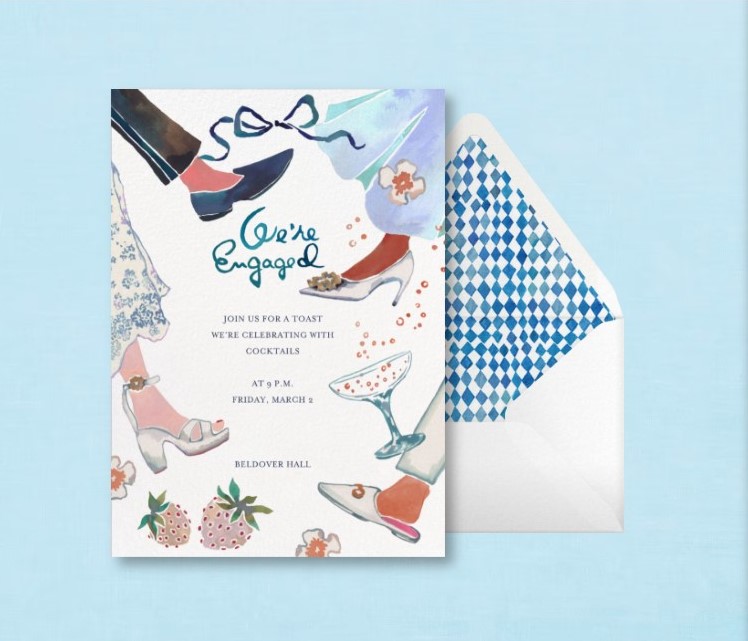 We're
Engaged
JOIN US FOR A TOAST
WE'RE CELEBRATING WITH
COCKTAILS
AT 9 P.M.
FRIDAY, MARCH 2
BELDOVER HALL